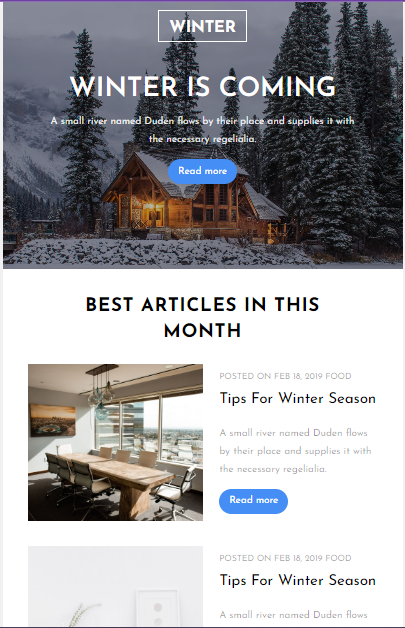 WINTER
WINTER IS COMING
A small river named Duden flows by their place and supplies it with
the necessary regelialia.
Read more
BEST ARTICLES IN THIS
MONTH
POSTED ON FEB 18, 2019 FOOD
Tips For Winter Season
A small river named Duden flows
by their place and supplies it with
the necessary regelialia.
Read more
POSTED ON FEB 18, 2019 FOOD
Tips For Winter Season
A small river named Duden flows